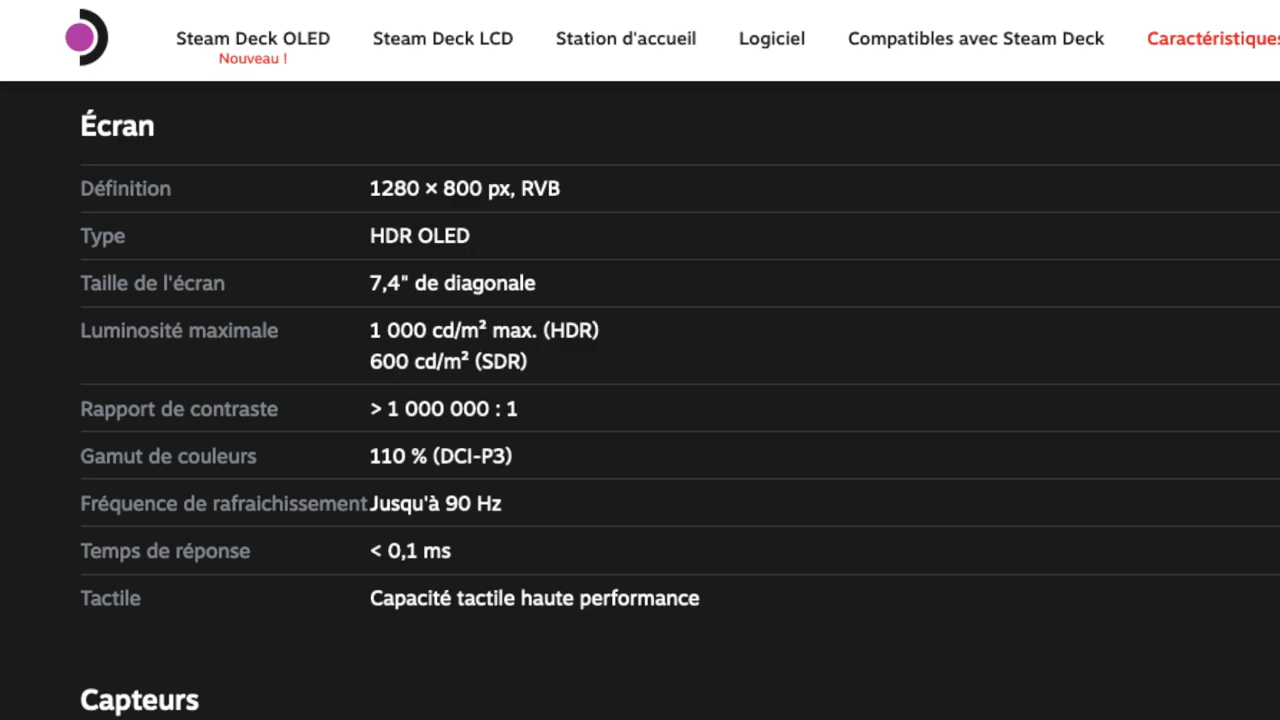 Steam Deck OLED Steam Deck LCD Station d'accueil Logiciel Compatibles avec Steam Deck Caractéristiques
Nouveau !
Écran
Définition 1280 × 800 px, RVB
Type HDR OLED
Taille de l'écran 7,4" de diagonale
Luminosité maximale 1 000 cd/m² max. (HDR)
600 cd/m² (SDR)
Rapport de contraste > 1 000 000 : 1
Gamut de couleurs 110 % (DCI-P3)
Fréquence de rafraichissement Jusqu'à 90 Hz
Temps de réponse < 0,1 ms
Tactile Capacité tactile haute performance
Capteurs